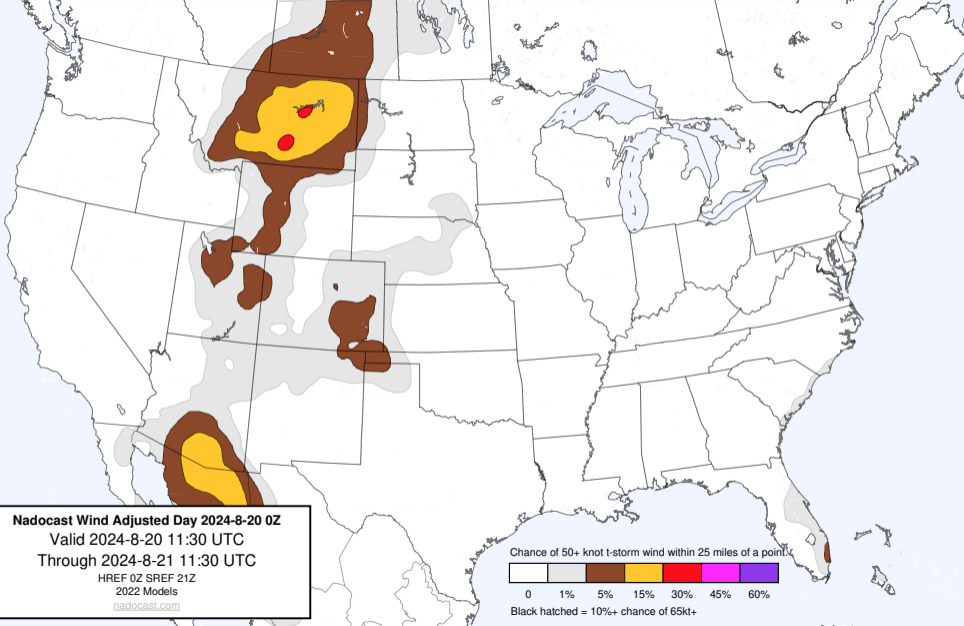 Nadocast Wind Adjusted Day 2024-8-20 0Z
Valid 2024-8-20 11:30 UTC
Through 2024-8-21 11:30 UTC
HREF 0Z SREF 21Z
2022 Models
nadocast.com
Chance of 50+ knot t-storm wind within 25 miles of a point.
0 1% 5% 15% 30% 45% 60%
Black hatched = 10%+ chance of 65kt+